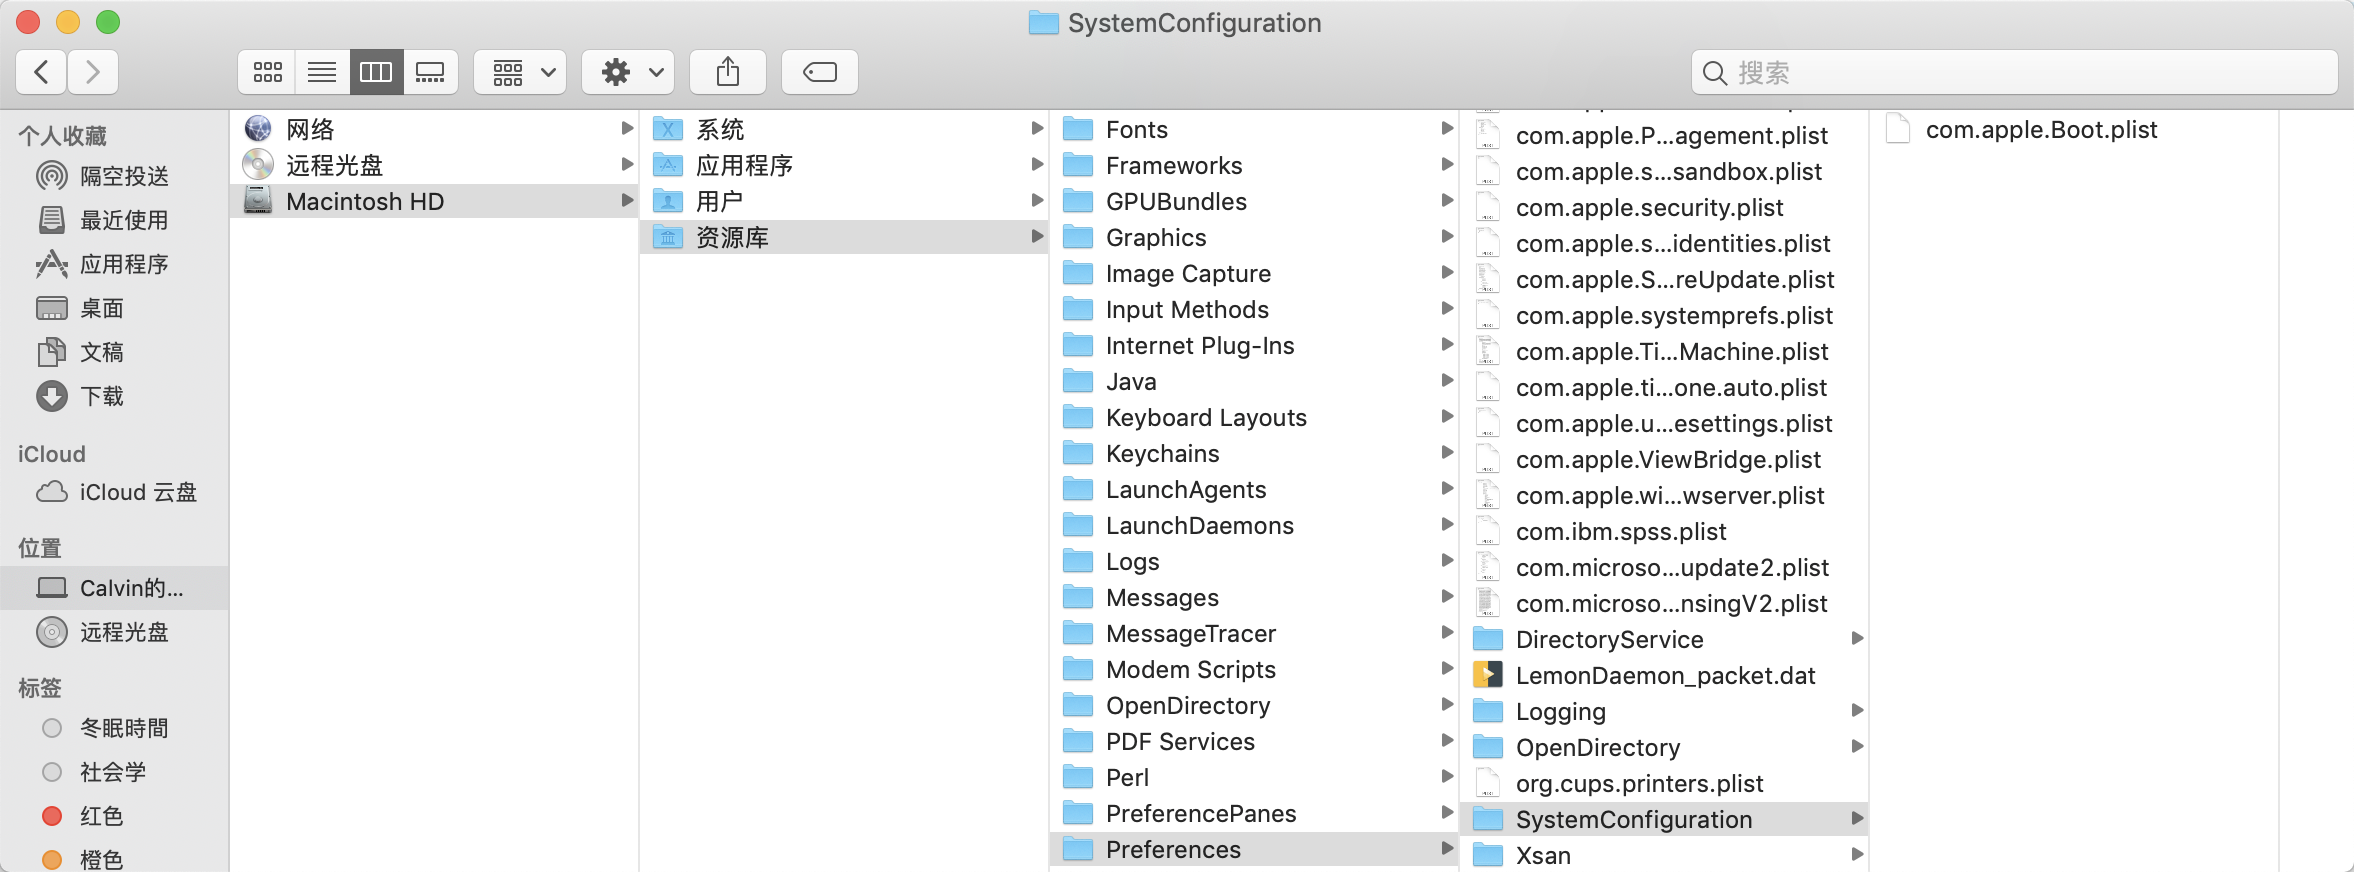 SystemConfiguration
搜索
个人收藏
隔空投送
最近使用
应用程序
桌面
文稿
下载
iCloud
iCloud 云盘
位置
Calvin的...
远程光盘
标签
冬眠時間
社会学
红色
橙色
网络
远程光盘
Macintosh HD
系统
应用程序
用户
资源库
Fonts
Frameworks
GPUBundles
Graphics
Image Capture
Input Methods
Internet Plug-Ins
Java
Keyboard Layouts
Keychains
LaunchAgents
LaunchDaemons
Logs
Messages
MessageTracer
Modem Scripts
OpenDirectory
PDF Services
Perl
PreferencePanes
Preferences
com.apple.P...agement.plist
com.apple.s...sandbox.plist
com.apple.security.plist
com.apple.s...identities.plist
com.apple.S...reUpdate.plist
com.apple.systemprefs.plist
com.apple.Ti...Machine.plist
com.apple.ti...one.auto.plist
com.apple.u...esettings.plist
com.apple.ViewBridge.plist
com.apple.wi...wserver.plist
com.ibm.spss.plist
com.microso...update2.plist
com.microso...nsingV2.plist
DirectoryService
LemonDaemon_packet.dat
Logging
OpenDirectory
org.cups.printers.plist
SystemConfiguration
Xsan
com.apple.Boot.plist